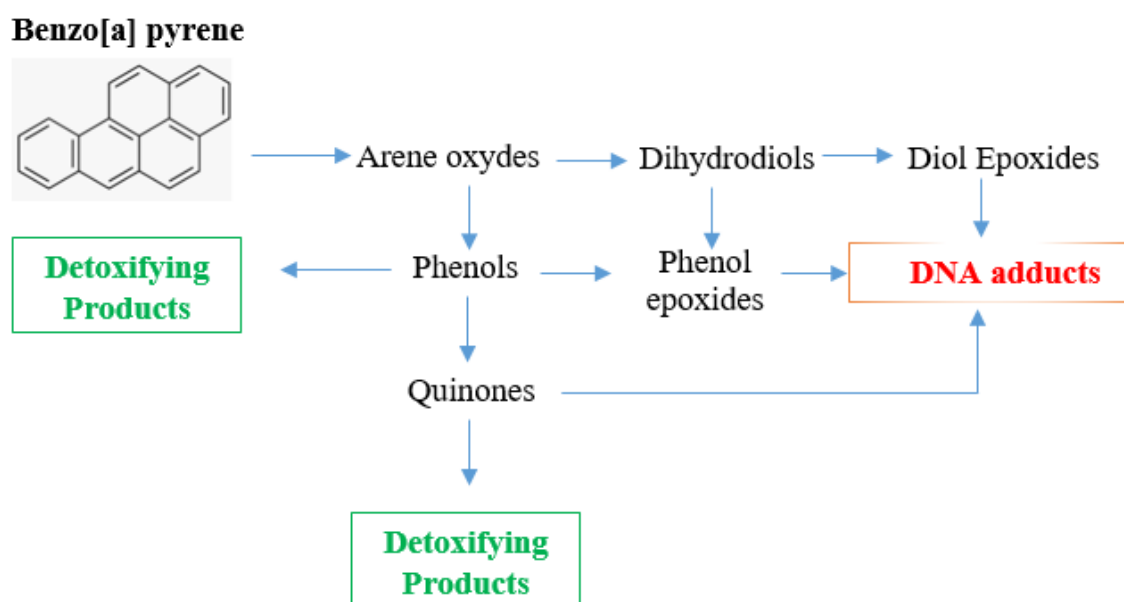 Benzo[a] pyrene
Arene oxydes
Dihydrodiols
Diol Epoxides
Detoxifying
Products
Phenols
Phenol
epoxides
DNA adducts
Quinones
Detoxifying
Products